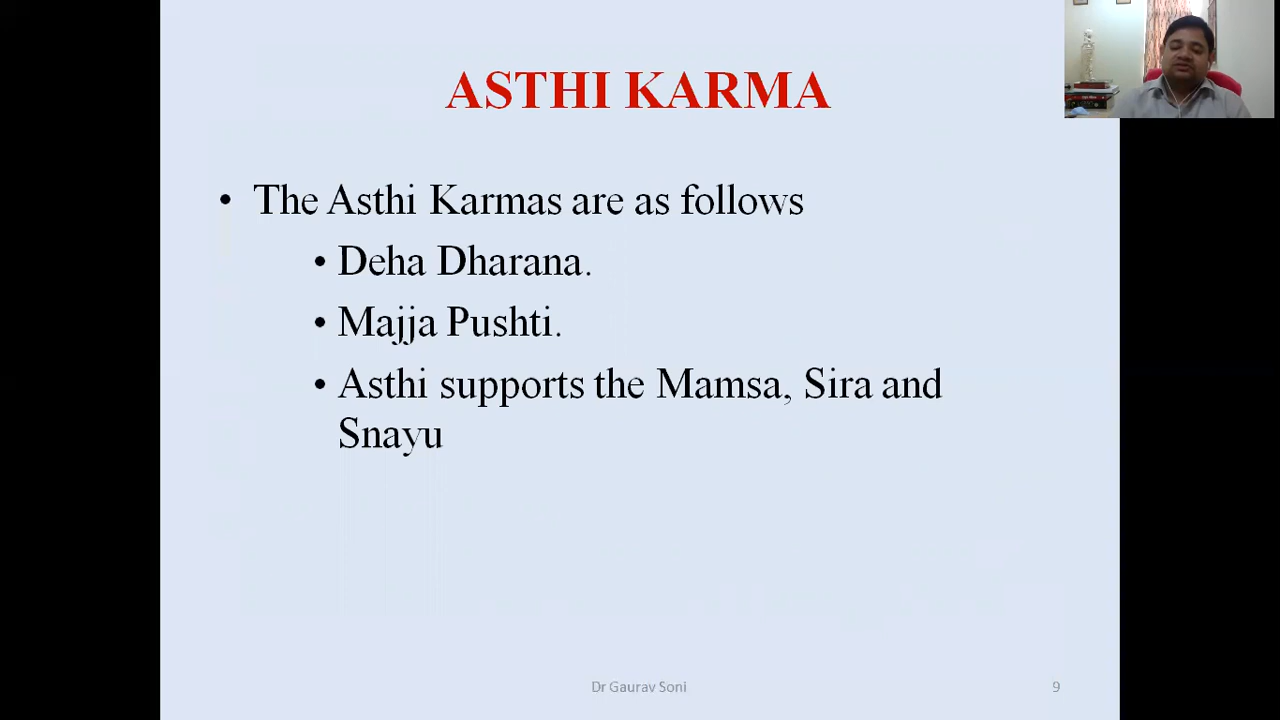 ASTHI KARMA
• The Asthi Karmas are as follows
• Deha Dharana.
• Majja Pushti.
• Asthi supports the Mamsa, Sira and
Snayu
Dr Gaurav Soni
9